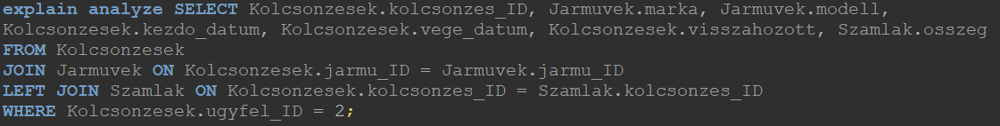 explain analyze SELECT Kolcsonzesek.kolcsonzes_ID, Jarmuvek.marka, Jarmuvek.modell,
Kolcsonzesek.kezdo_datum, Kolcsonzesek.vege_datum, Kolcsonzesek.visszahozott, Szamlak.osszeg
FROM Kolcsonzesek
JOIN Jarmuvek ON Kolcsonzesek.jarmu_ID = Jarmuvek.jarmu_ID
LEFT JOIN Szamlak ON Kolcsonzesek.kolcsonzes_ID = Szamlak.kolcsonzes_ID
WHERE Kolcsonzesek.ugyfel_ID = 2;